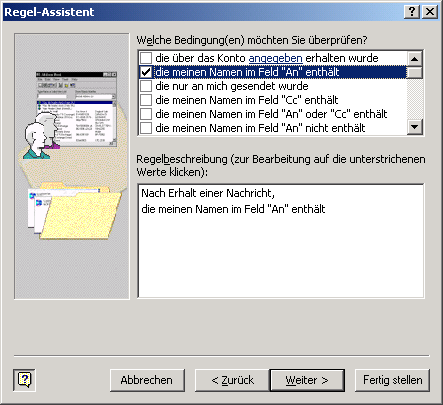 Regel-Assistent
Welche Bedingung(en) möchten Sie überprüfen?
die über das Konto angegeben erhalten wurde
die meinen Namen im Feld "An" enthält
die nur an mich gesendet wurde
die meinen Namen im Feld "Cc" enthält
die meinen Namen im Feld "An" oder "Cc" enthält
die meinen Namen im Feld "An" nicht enthält
Regelbeschreibung (zur Bearbeitung auf die unterstrichenen
Werte klicken):
Nach Erhalt einer Nachricht,
die meinen Namen im Feld "An" enthält
Abbrechen
< Zurück
Weiter >
Fertig stellen